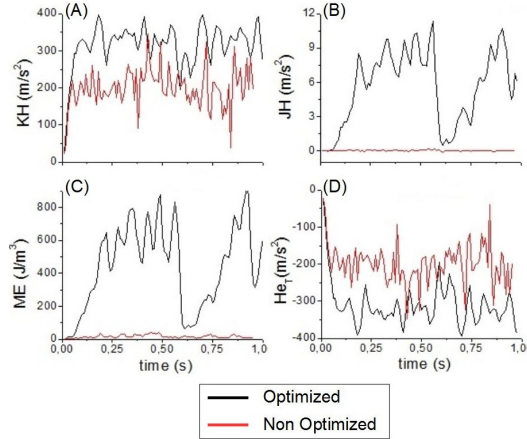 (A)
KH (m/s²)
400
300
200
100
0
(B)
JH (m/s²)
12
9
6
3
0
(C)
ME (J/m³)
800
600
400
200
0
0,00 0,25 0,50 0,75 1,0
time (s)
(D)
He_T(m/s²)
-100
-200
-300
-400
0,00 0,25 0,50 0,75 1,0
time (s)
Optimized
Non Optimized